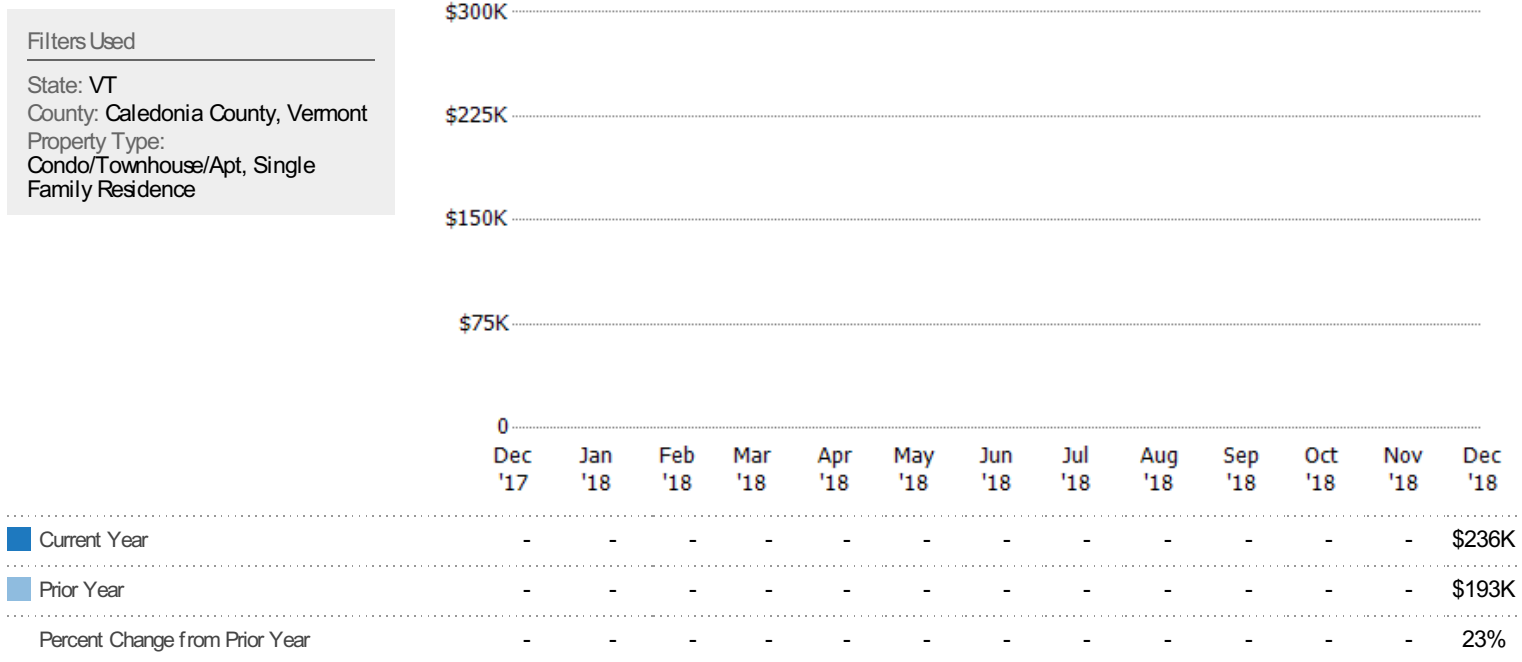 Filters Used
State: VT
County: Caledonia County, Vermont
Property Type:
Condo/Townhouse/Apt, Single
Family Residence
$300K
$225K
$150K
$75K
0
Dec Jan Feb Mar Apr May Jun Jul Aug Sep Oct Nov Dec
'17 '18 '18 '18 '18 '18 '18 '18 '18 '18 '18 '18 '18
Current Year - - - - - - - - - - - - $236K
Prior Year - - - - - - - - - - - - $193K
Percent Change from Prior Year - - - - - - - - - - - - 23%